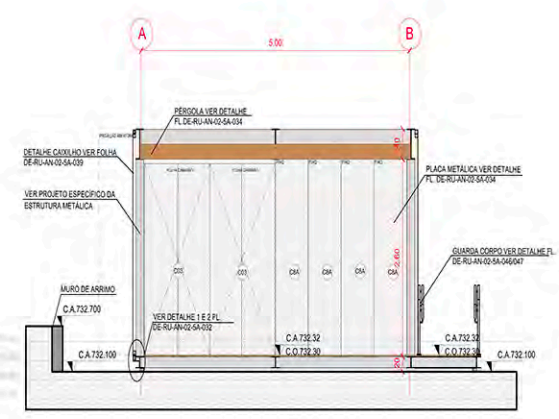 A
B
5.00
PÉRGOLA VER DETALHE
FL.DE-RU-AN-02-5A-034
DETALHE CAIXILHO VER FOLHA
DE-RU-AN-02-5A-039
VER PROJETO ESPECÍFICO DA
ESTRUTURA METÁLICA
PLACA METÁLICA VER DETALHE
FL. DE-RU-AN-02-5A-034
2.60
C03
C03
C8A
C8A
C8A
C8A
GUARDA CORPO VER DETALHE FL.
DE-RU-AN-02-5A-046/047
MURO DE ARRIMO
C.A.732.700
VER DETALHE 1 E 2 FL.
DE-RU-AN-02-5A-032
C.A.732.32
C.O.732.30
C.A.732.32
C.O.732.30
C.A.732.100
C.A.732.100
20